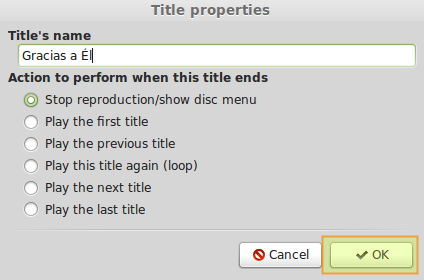 Title properties
Title's name
Gracias a Él
Action to perform when this title ends
Stop reproduction/show disc menu
Play the first title
Play the previous title
Play this title again (loop)
Play the next title
Play the last title
Cancel OK